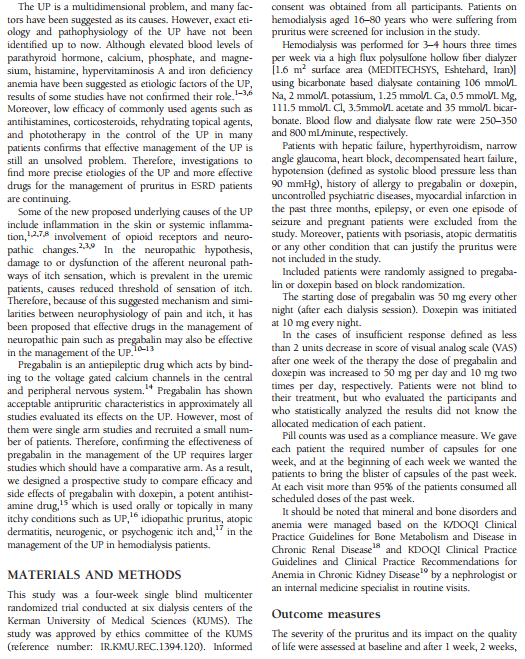 The UP is a multidimensional problem, and many fac-
tors have been suggested as its causes. However, exact eti-
ology and pathophysiology of the UP have not been
identified up to now. Although elevated blood levels of
parathyroid hormone, calcium, phosphate, and magne-
sium, histamine, hypervitaminosis A and iron deficiency
anemia have been suggested as etiologic factors of the UP,
results of some studies have not confirmed their role.1–3,6
Moreover, low efficacy of commonly used agents such as
antihistamines, corticosteroids, rehydrating topical agents,
and phototherapy in the control of the UP in many
patients confirms that effective management of the UP is
still an unsolved problem. Therefore, investigations to
find more precise etiologies of the UP and more effective
drugs for the management of pruritus in ESRD patients
are continuing.
Some of the new proposed underlying causes of the UP
include inflammation in the skin or systemic inflamma-
tion,1,2,7,8 involvement of opioid receptors and neuro-
pathic changes.2,3,9 In the neuropathic hypothesis,
damage to or dysfunction of the afferent neuronal path-
ways of itch sensation, which is prevalent in the uremic
patients, causes reduced threshold of sensation of itch.
Therefore, because of this suggested mechanism and simi-
larities between neurophysiology of pain and itch, it has
been proposed that effective drugs in the management of
neuropathic pain such as pregabalin may also be effective
in the management of the UP.10–13
Pregabalin is an antiepileptic drug which acts by bind-
ing to the voltage gated calcium channels in the central
and peripheral nervous system.14 Pregabalin has shown
acceptable antipruritic characteristics in approximately all
studies evaluated its effects on the UP. However, most of
them were single arm studies and recruited a small num-
ber of patients. Therefore, confirming the effectiveness of
pregabalin in the management of the UP requires larger
studies which should have a comparative arm. As a result,
we designed a prospective study to compare efficacy and
side effects of pregabalin with doxepin, a potent antihist-
amine drug,15 which is used orally or topically in many
itchy conditions such as UP,16 idiopathic pruritus, atopic
dermatitis, neurogenic, or psychogenic itch and,17 in the
management of the UP in hemodialysis patients.
MATERIALS AND METHODS
This study was a four-week single blind multicenter
randomized trial conducted at six dialysis centers of the
Kerman University of Medical Sciences (KUMS). The
study was approved by ethics committee of the KUMS
(reference number: IR.KMU.REC.1394.120). Informed
consent was obtained from all participants. Patients on
hemodialysis aged 16–80 years who were suffering from
pruritus were screened for inclusion in the study.
Hemodialysis was performed for 3–4 hours three times
per week via a high flux polysulfone hollow fiber dialyzer
[1.6 m2 surface area (MEDITECHSYS, Eshtehard, Iran)]
using bicarbonate based dialysate containing 106 mmol/L
Na, 2 mmol/L potassium, 1.25 mmol/L Ca, 0.5 mmol/L Mg,
111.5 mmol/L Cl, 3.5mmol/L acetate and 35 mmol/L bicar-
bonate. Blood flow and dialysate flow rate were 250–350
and 800 mL/minute, respectively.
Patients with hepatic failure, hyperthyroidism, narrow
angle glaucoma, heart block, decompensated heart failure,
hypotension (defined as systolic blood pressure less than
90 mmHg), history of allergy to pregabalin or doxepin,
uncontrolled psychiatric diseases, myocardial infarction in
the past three months, epilepsy, or even one episode of
seizure and pregnant patients were excluded from the
study. Moreover, patients with psoriasis, atopic dermatitis
or any other condition that can justify the pruritus were
not included in the study.
Included patients were randomly assigned to pregaba-
lin or doxepin based on block randomization.
The starting dose of pregabalin was 50 mg every other
night (after each dialysis session). Doxepin was initiated
at 10 mg every night.
In the cases of insufficient response defined as less
than 2 units decrease in score of visual analog scale (VAS)
after one week of the therapy the dose of pregabalin and
doxepin was increased to 50 mg per day and 10 mg two
times per day, respectively. Patients were not blind to
their treatment, but who evaluated the participants and
who statistically analyzed the results did not know the
allocated medication of each patient.
Pill counts was used as a compliance measure. We gave
each patient the required number of capsules for one
week, and at the beginning of each week we wanted the
patients to bring the blister of capsules of the past week.
At each visit more than 95% of the patients consumed all
scheduled doses of the past week.
It should be noted that mineral and bone disorders and
anemia were managed based on the K/DOQI Clinical
Practice Guidelines for Bone Metabolism and Disease in
Chronic Renal Disease18 and KDOQI Clinical Practice
Guidelines and Clinical Practice Recommendations for
Anemia in Chronic Kidney Disease19 by a nephrologist or
an internal medicine specialist in routine visits.
Outcome measures
The severity of the pruritus and its impact on the quality
of life were assessed at baseline and after 1 week, 2 weeks,